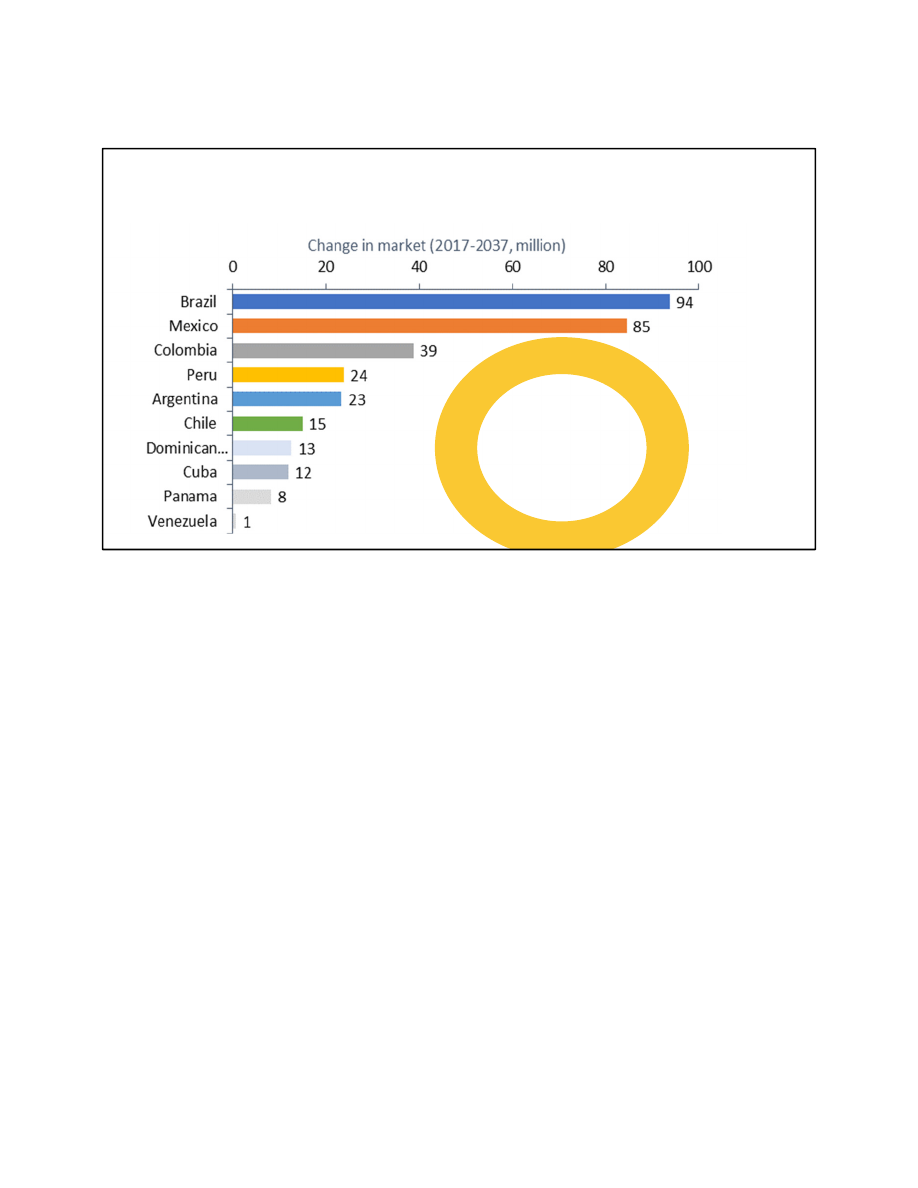 Change in market (2017-2037, million)
0 20 40 60 80 100
Brazil 94
Mexico 85
Colombia 39
Peru 24
Argentina 23
Chile 15
Dominican... 13
Cuba 12
Panama 8
Venezuela 1